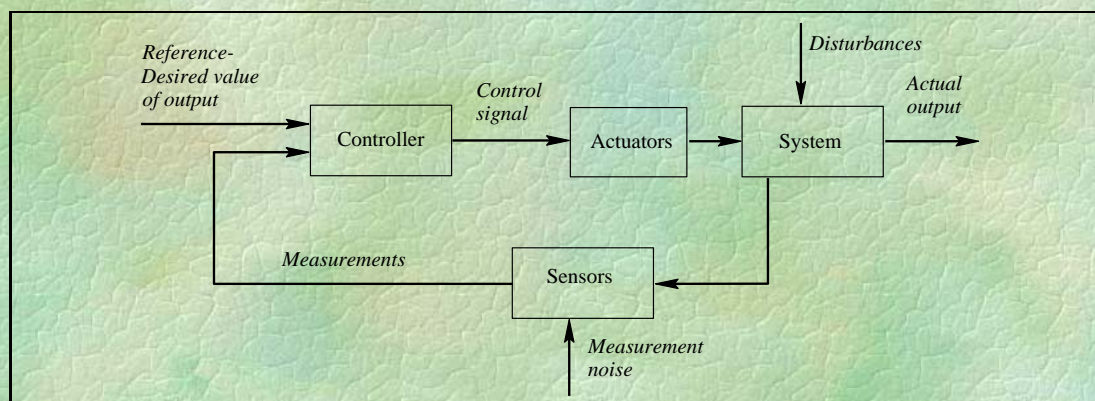 Reference-
Desired value
of output
Control
signal
Disturbances
Actual
output
Controller
Actuators
System
Measurements
Sensors
Measurement
noise